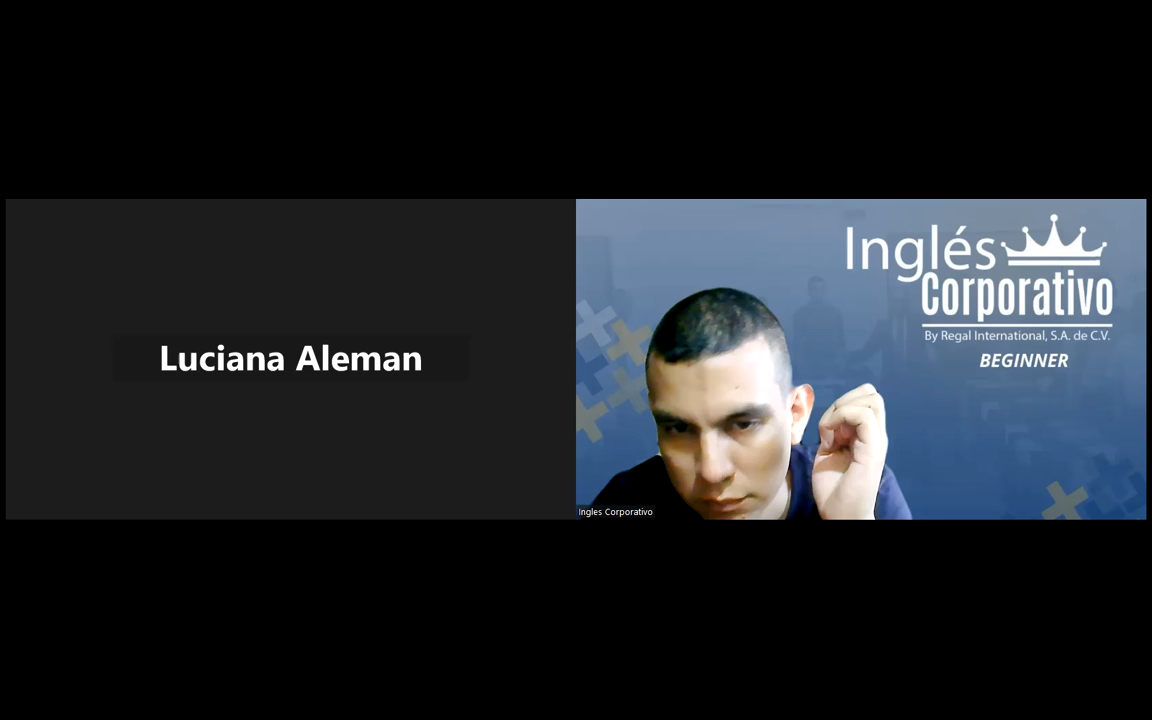 Luciana Aleman
Inglés
Corporativo
By Regal International, S.A. de C.V.
BEGINNER
Ingles Corporativo